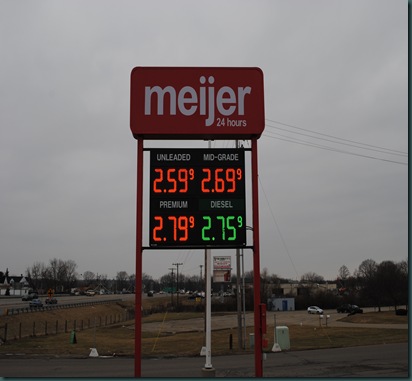 meijer
24 hours
UNLEADED MID-GRADE
2.59⁹ 2.69⁹
PREMIUM DIESEL
2.79⁹ 2.75⁹